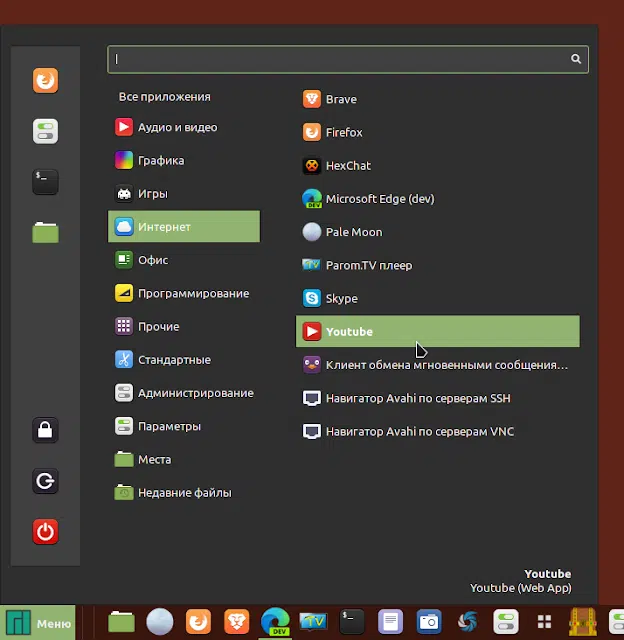 Все приложения
Аудио и видео
Графика
Игры
Интернет
Офис
Программирование
Прочие
Стандартные
Администрирование
Параметры
Места
Недавние файлы
Brave
Firefox
HexChat
Microsoft Edge (dev)
Pale Moon
Parom.TV плеер
Skype
Youtube
Клиент обмена мгновенными сообщения...
Навигатор Avahi по серверам SSH
Навигатор Avahi по серверам VNC
Youtube
Youtube (Web App)
Меню
DEV
TV